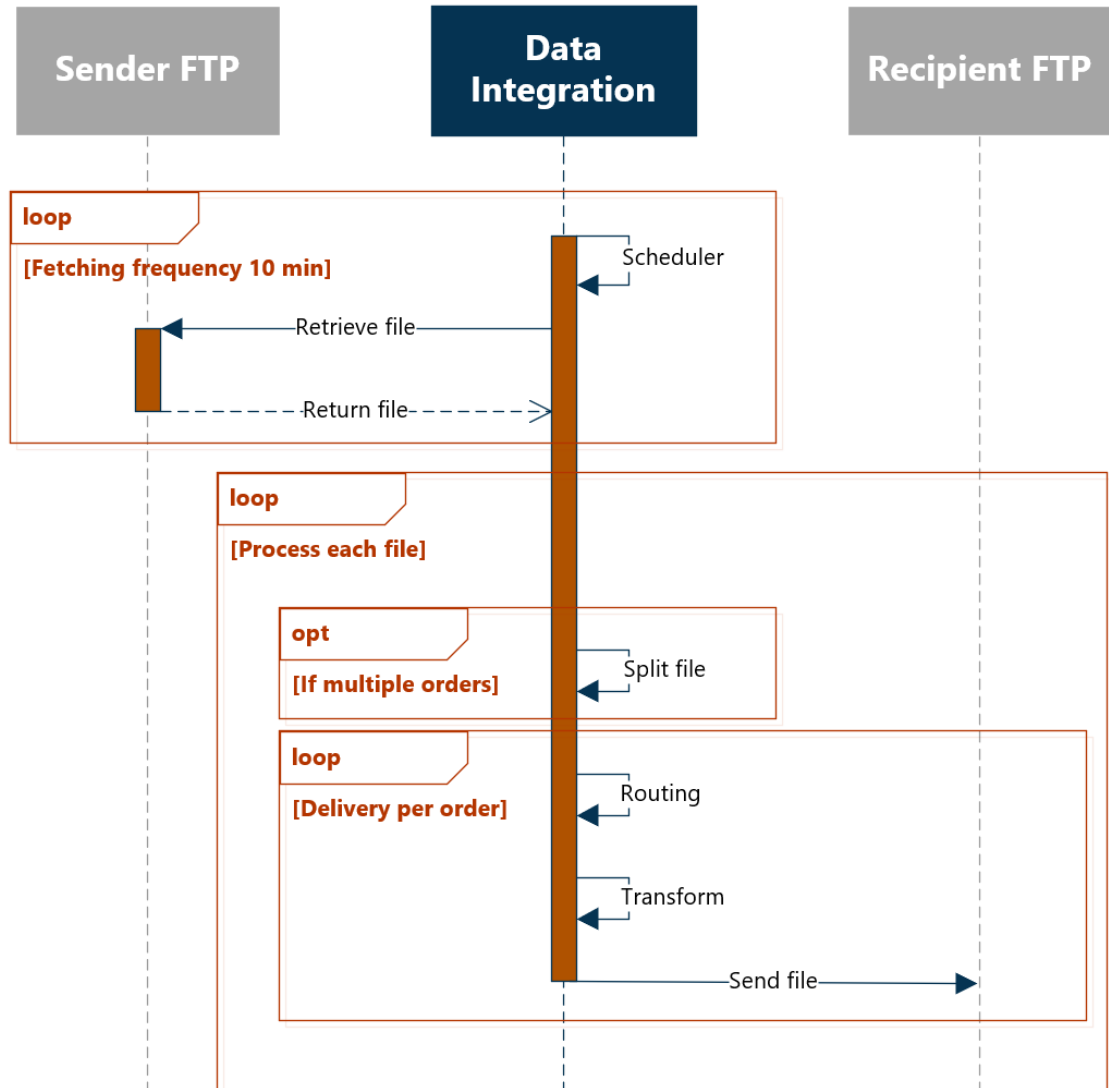 Sender FTP
Data
Integration
Recipient FTP
loop
[Fetching frequency 10 min]
Scheduler
Retrieve file
Return file
loop
[Process each file]
opt
[If multiple orders]
Split file
loop
[Delivery per order]
Routing
Transform
Send file